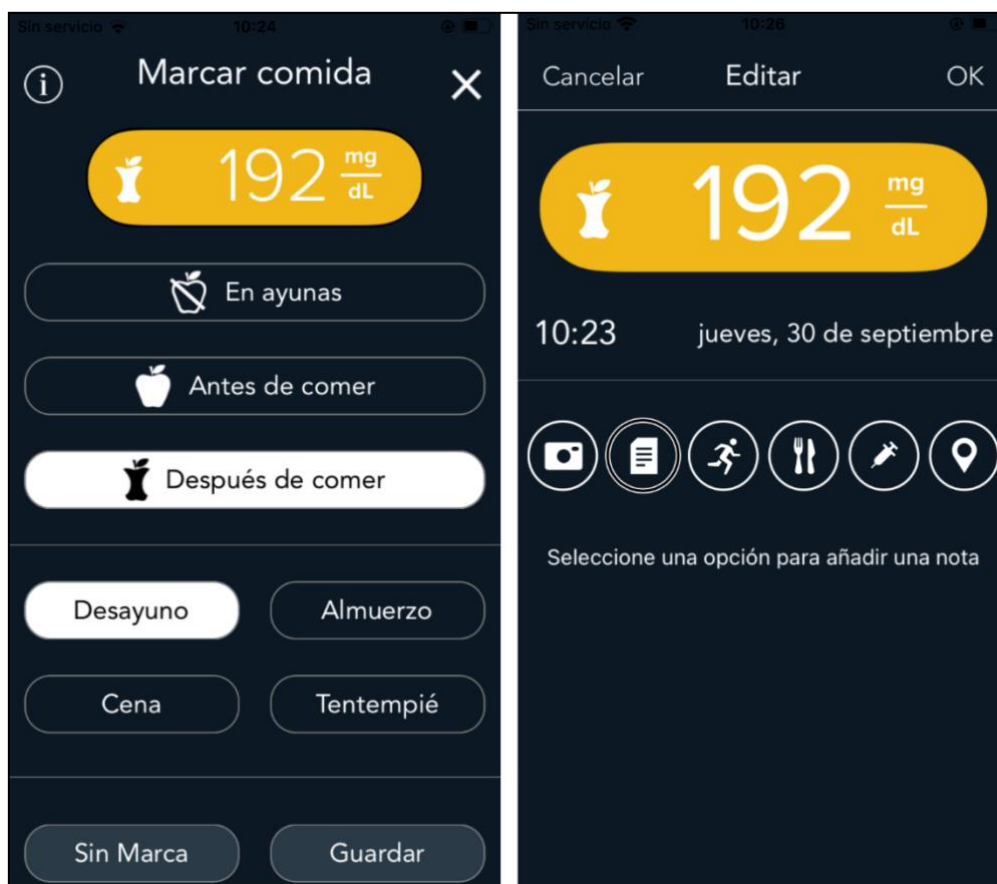 Sin servicio 10:24
Marcar comida
192 mg/dL
En ayunas
Antes de comer
Después de comer
Desayuno Almuerzo
Cena Tentempié
Sin Marca Guardar
Sin servicio 10:26
Cancelar Editar OK
192 mg/dL
10:23 jueves, 30 de septiembre
Seleccione una opción para añadir una nota